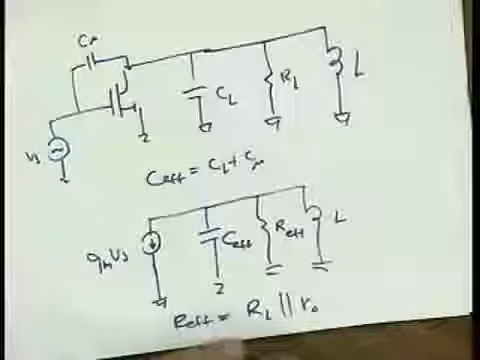 Cμ
CL
RL
L
vs
Ceff = CL + Cμ
gmvs
Ceff
Reff
L
Reff = RL || ro